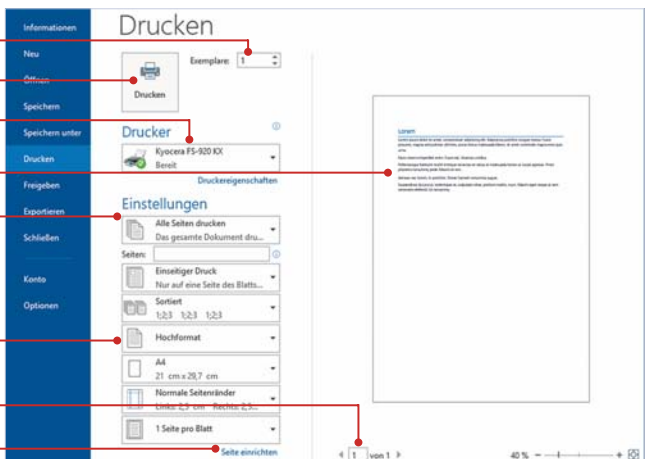 Informationen
Neu
Öffnen
Speichern
Speichern unter
Drucken
Freigeben
Exportieren
Schließen
Konto
Optionen
Drucken
Exemplare: 1
Drucken
Drucker
Kyocera FS-920 KX
Bereit
Druckereigenschaften
Einstellungen
Alle Seiten drucken
Das gesamte Dokument dru...
Seiten:
Einseitiger Druck
Nur auf eine Seite des Blatts...
Sortiert
1;2;3 1;2;3 1;2;3
Hochformat
A4
21 cm x 29,7 cm
Normale Seitenränder
Links: 2,5 cm Rechts: 2,5...
1 Seite pro Blatt
Seite einrichten
Lorem
1 von 1
40 %